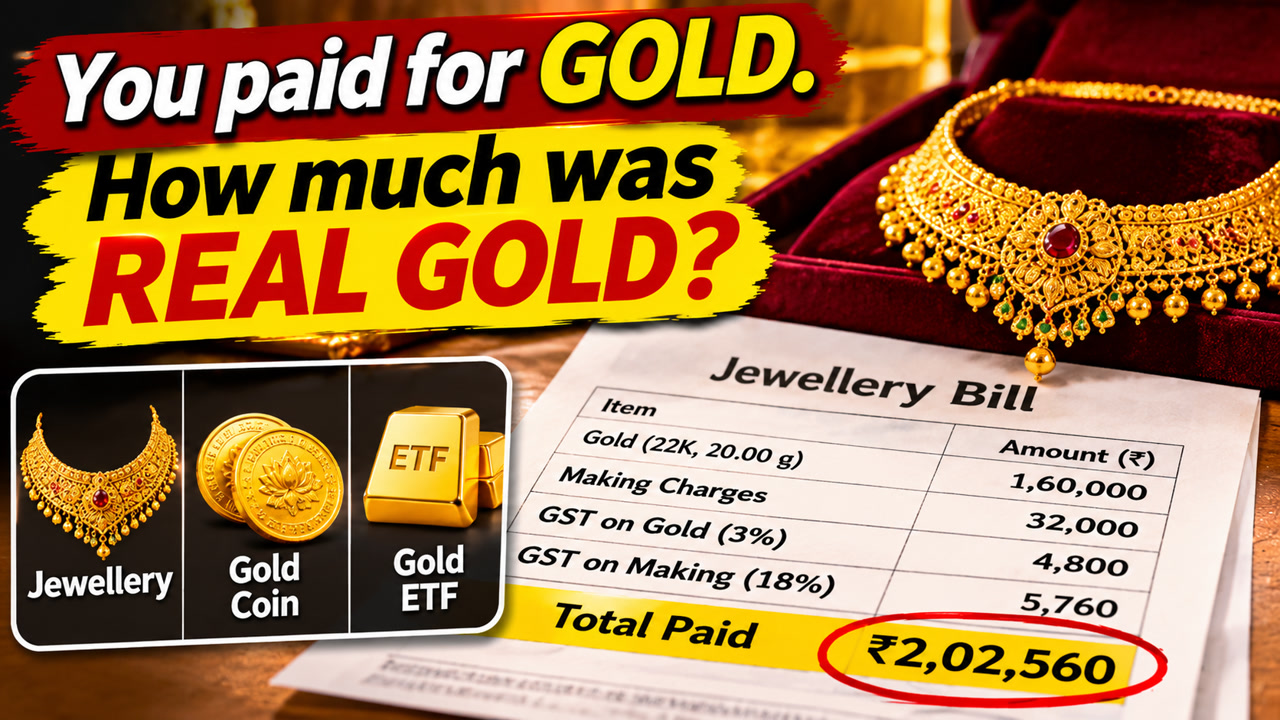 You paid for GOLD.
How much was
REAL GOLD?
Jewellery
Gold
Coin
ETF
Gold
ETF
Jewellery Bill
Item Amount (₹)
Gold (22K, 20.00 g) 1,60,000
Making Charges 32,000
GST on Gold (3%) 4,800
GST on Making (18%) 5,760
Total Paid ₹2,02,560